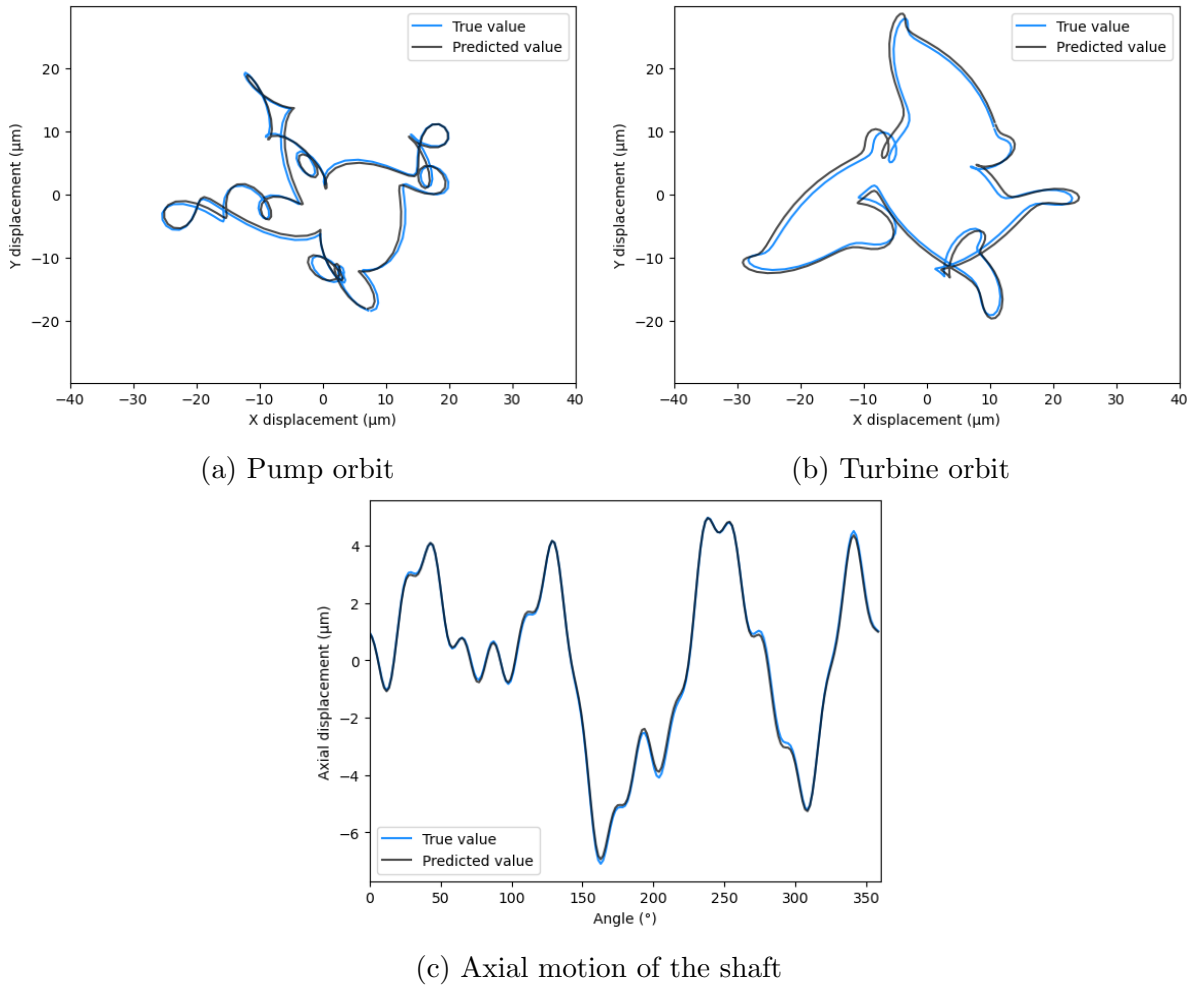 True value
Predicted value
20
10
0
−10
−20
Y displacement (μm)
−40 −30 −20 −10 0 10 20 30 40
X displacement (μm)
(a) Pump orbit
True value
Predicted value
20
10
0
−10
−20
Y displacement (μm)
−40 −30 −20 −10 0 10 20 30 40
X displacement (μm)
(b) Turbine orbit
4
2
0
−2
−4
−6
Axial displacement (μm)
True value
Predicted value
0 50 100 150 200 250 300 350
Angle (°)
(c) Axial motion of the shaft